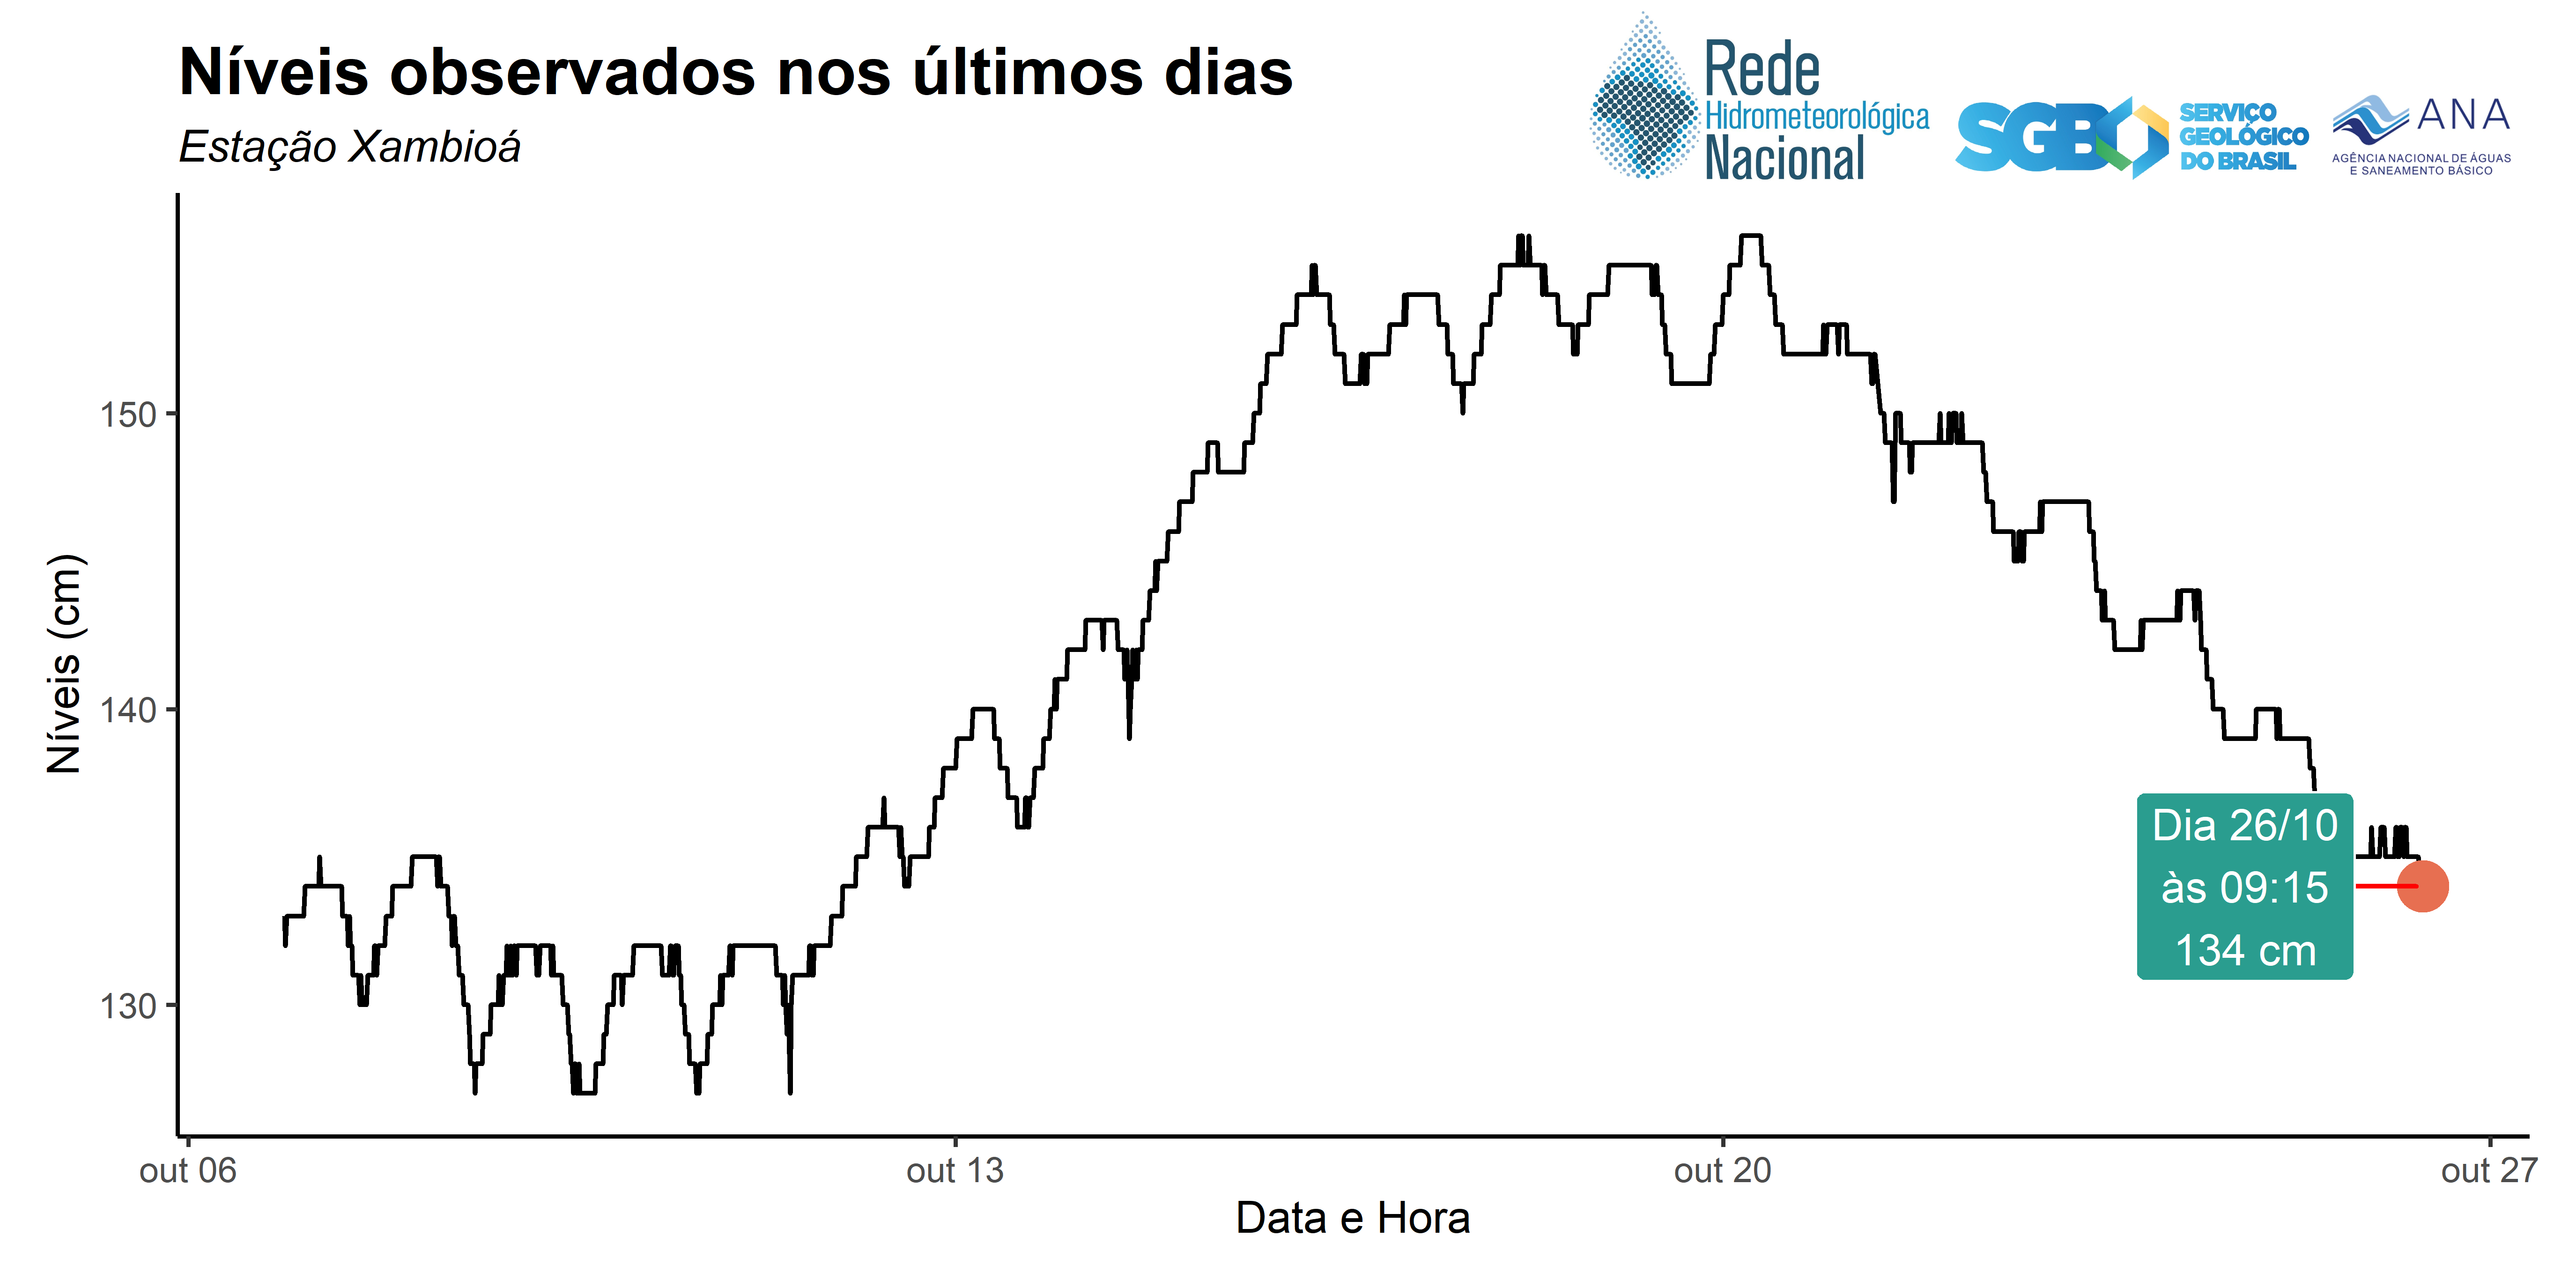 Níveis observados nos últimos dias
Estação Xambioá
Rede
Hidrometeorológica
Nacional
SGB
SERVIÇO
GEOLÓGICO
DO BRASIL
ANA
AGÊNCIA NACIONAL DE ÁGUAS
E SANEAMENTO BÁSICO
Níveis (cm)
150
140
130
Dia 26/10
às 09:15
134 cm
out 06
out 13
out 20
out 27
Data e Hora